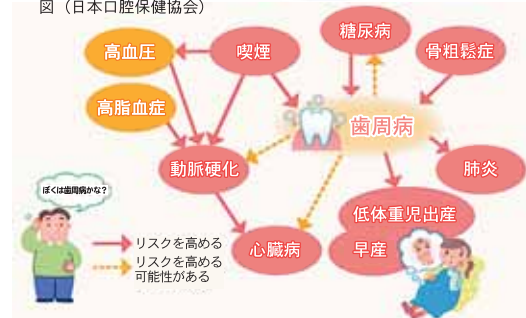 図（日本口腔保健協会）
高血圧
喫煙
糖尿病
骨粗鬆症
高脂血症
歯周病
動脈硬化
肺炎
ぼくは歯周病かな?
低体重児出産
早産
心臓病
リスクを高める
リスクを高める
可能性がある